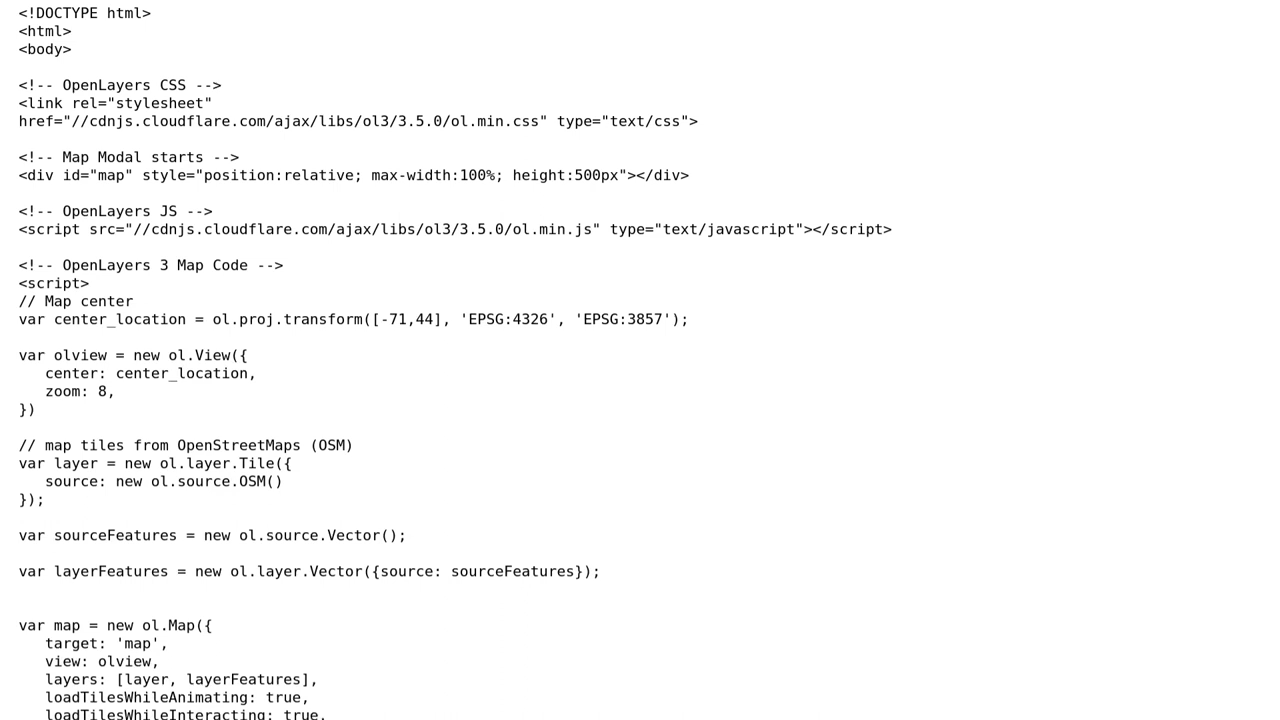 <!DOCTYPE html>
<html>
<body>
<!-- OpenLayers CSS -->
<link rel="stylesheet"
href="//cdnjs.cloudflare.com/ajax/libs/ol3/3.5.0/ol.min.css" type="text/css">
<!-- Map Modal starts -->
<div id="map" style="position:relative; max-width:100%; height:500px"></div>
<!-- OpenLayers JS -->
<script src="//cdnjs.cloudflare.com/ajax/libs/ol3/3.5.0/ol.min.js" type="text/javascript"></script>
<!-- OpenLayers 3 Map Code -->
<script>
// Map center
var center_location = ol.proj.transform([-71,44], 'EPSG:4326', 'EPSG:3857');
var olview = new ol.View({
   center: center_location,
   zoom: 8,
})
// map tiles from OpenStreetMaps (OSM)
var layer = new ol.layer.Tile({
   source: new ol.source.OSM()
});
var sourceFeatures = new ol.source.Vector();
var layerFeatures = new ol.layer.Vector({source: sourceFeatures});
var map = new ol.Map({
   target: 'map',
   view: olview,
   layers: [layer, layerFeatures],
   loadTilesWhileAnimating: true,
   loadTilesWhileInteracting: true,